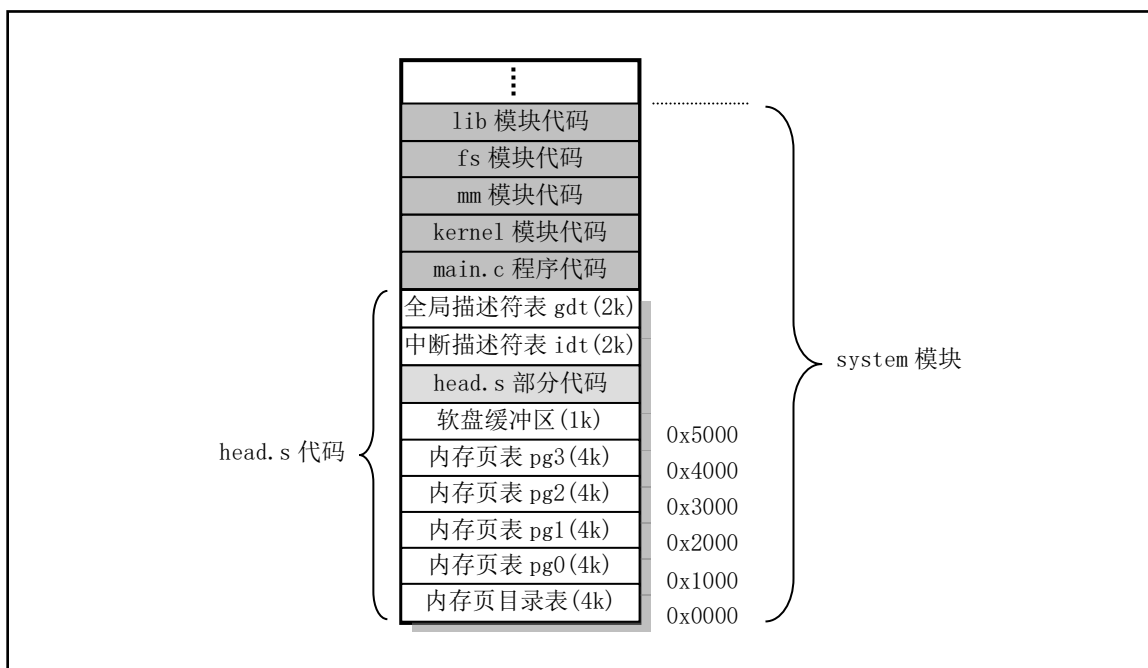 lib 模块代码
fs 模块代码
mm 模块代码
kernel 模块代码
main.c 程序代码
全局描述符表 gdt(2k)
中断描述符表 idt(2k)
head.s 部分代码
软盘缓冲区(1k)
内存页表 pg3(4k)
内存页表 pg2(4k)
内存页表 pg1(4k)
内存页表 pg0(4k)
内存页目录表(4k)
head.s 代码
0x5000
0x4000
0x3000
0x2000
0x1000
0x0000
system 模块